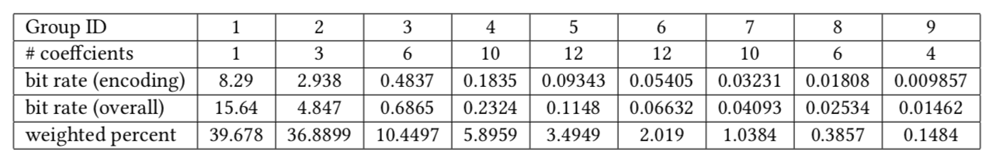 Group ID 1 2 3 4 5 6 7 8 9
# coeffcients 1 3 6 10 12 12 10 6 4
bit rate (encoding) 8.29 2.938 0.4837 0.1835 0.09343 0.05405 0.03231 0.01808 0.009857
bit rate (overall) 15.64 4.847 0.6865 0.2324 0.1148 0.06632 0.04093 0.02534 0.01462
weighted percent 39.678 36.8899 10.4497 5.8959 3.4949 2.019 1.0384 0.3857 0.1484